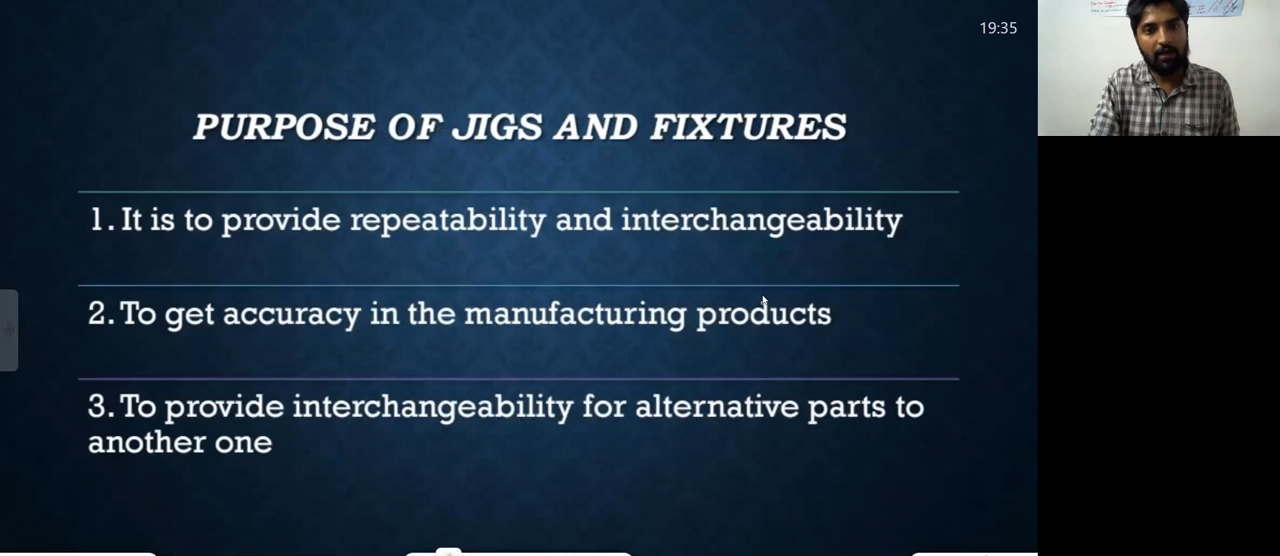 19:35
PURPOSE OF JIGS AND FIXTURES
1. It is to provide repeatability and interchangeability
2. To get accuracy in the manufacturing products
3. To provide interchangeability for alternative parts to
another one